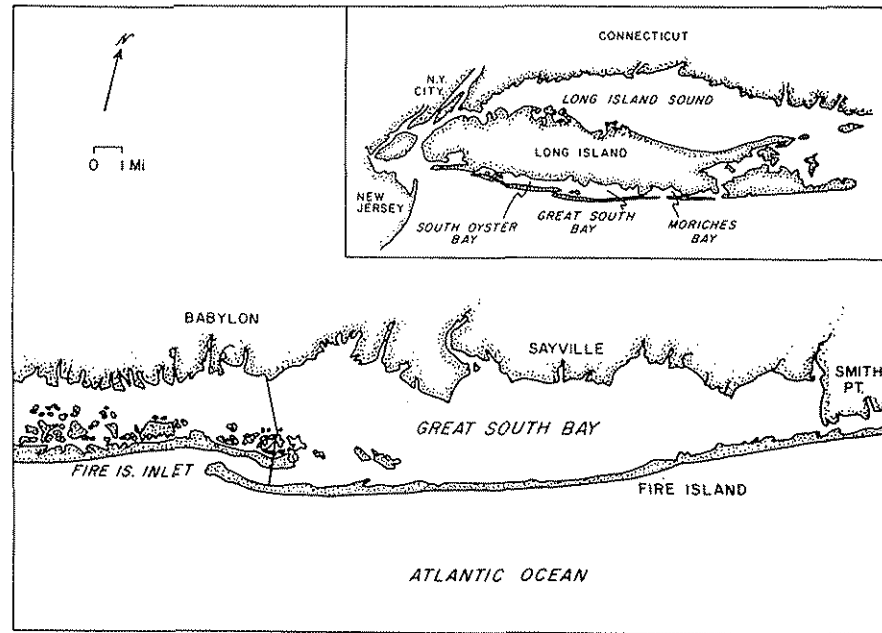 N
0 1 Mi
CONNECTICUT
N.Y.
CITY
LONG ISLAND SOUND
LONG ISLAND
NEW
JERSEY
SOUTH OYSTER
BAY
GREAT SOUTH
BAY
MORICHES
BAY
BABYLON
SAYVILLE
SMITH
PT.
GREAT SOUTH BAY
FIRE IS. INLET
FIRE ISLAND
ATLANTIC OCEAN